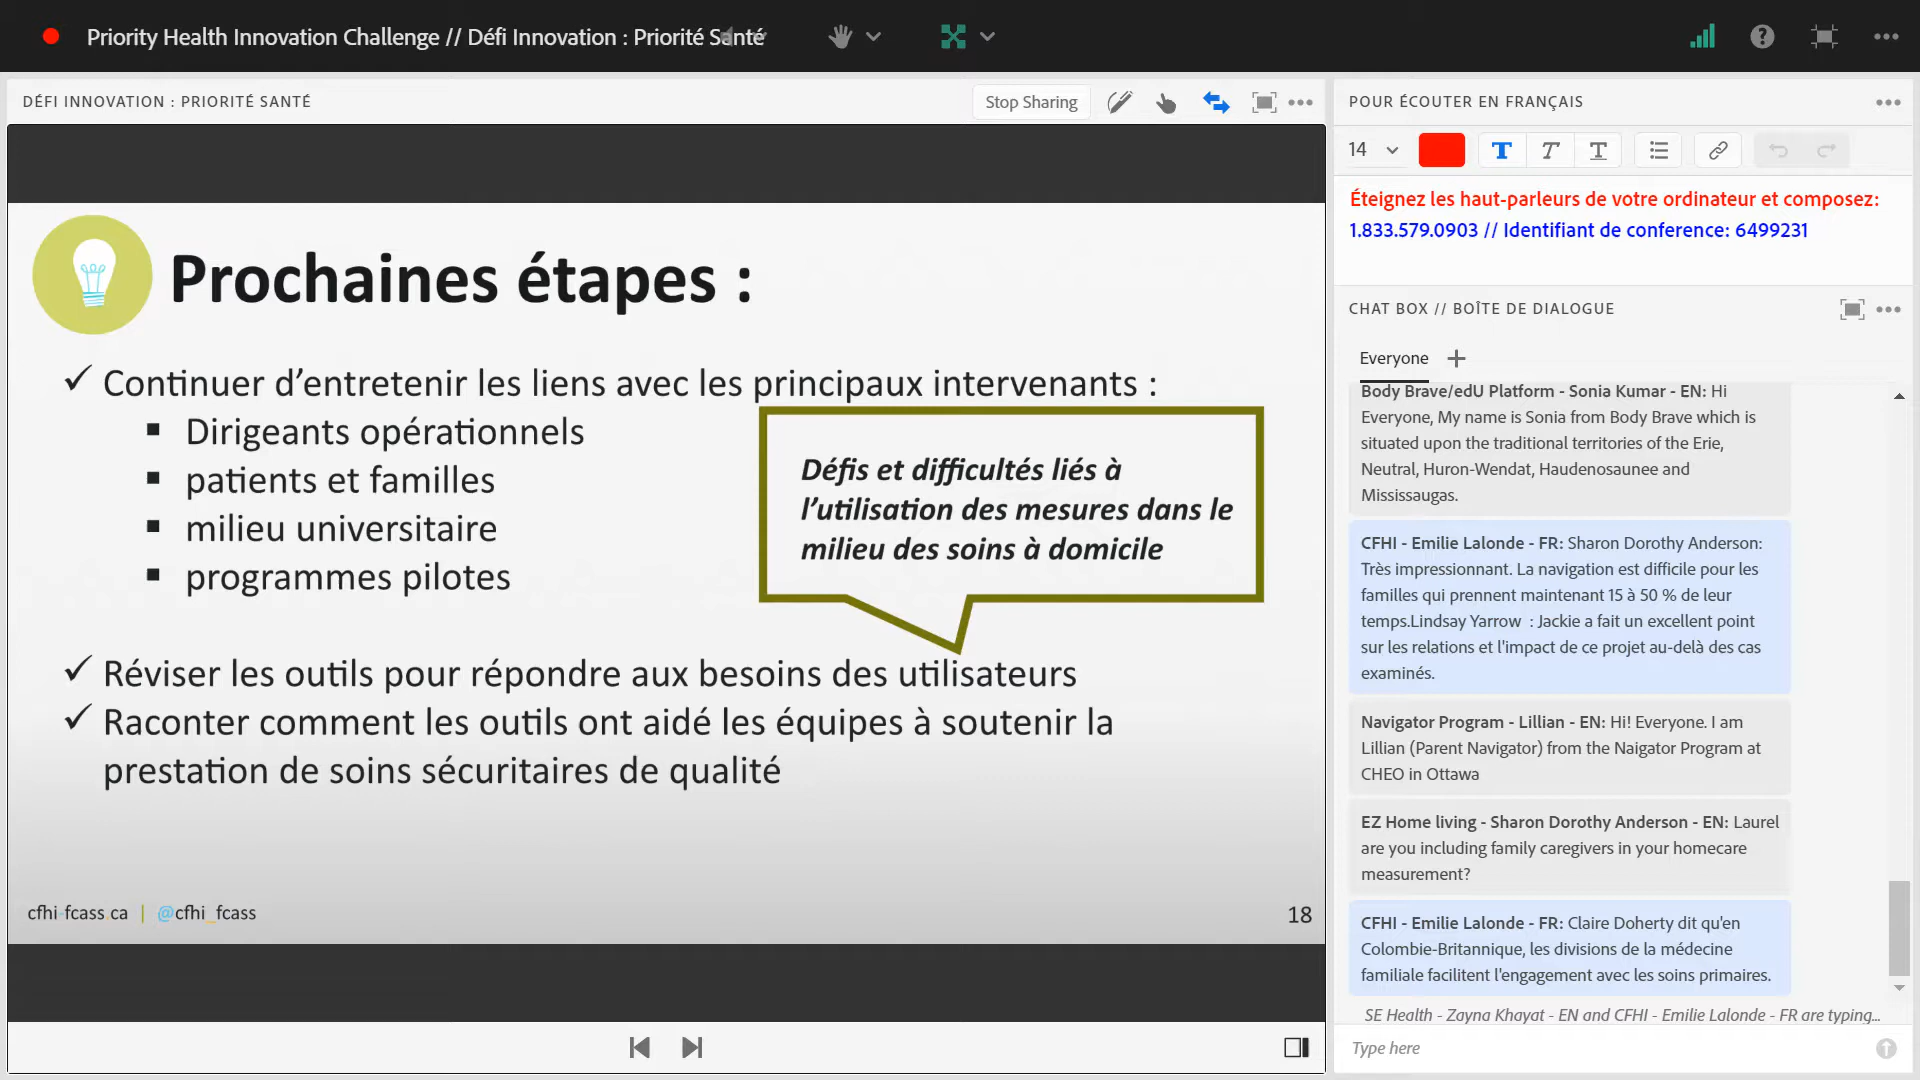 Priority Health Innovation Challenge // Défi Innovation : Priorité Santé
DÉFI INNOVATION : PRIORITÉ SANTÉ
Stop Sharing
Prochaines étapes :
Continuer d’entretenir les liens avec les principaux intervenants :
Dirigeants opérationnels
patients et familles
milieu universitaire
programmes pilotes
Défis et difficultés liés à
l’utilisation des mesures dans le
milieu des soins à domicile
Réviser les outils pour répondre aux besoins des utilisateurs
Raconter comment les outils ont aidé les équipes à soutenir la
prestation de soins sécuritaires de qualité
cfhi-fcass.ca | @cfhi_fcass
18
POUR ÉCOUTER EN FRANÇAIS
14
Éteignez les haut-parleurs de votre ordinateur et composez:
1.833.579.0903 // Identifiant de conference: 6499231
CHAT BOX // BOÎTE DE DIALOGUE
Everyone
Body Brave/edU Platform - Sonia Kumar - EN: Hi
Everyone, My name is Sonia from Body Brave which is
situated upon the traditional territories of the Erie,
Neutral, Huron-Wendat, Haudenosaunee and
Mississaugas.
CFHI - Emilie Lalonde - FR: Sharon Dorothy Anderson:
Très impressionnant. La navigation est difficile pour les
familles qui prennent maintenant 15 à 50 % de leur
temps.Lindsay Yarrow : Jackie a fait un excellent point
sur les relations et l'impact de ce projet au-delà des cas
examinés.
Navigator Program - Lillian - EN: Hi! Everyone. I am
Lillian (Parent Navigator) from the Naigator Program at
CHEO in Ottawa
EZ Home living - Sharon Dorothy Anderson - EN: Laurel
are you including family caregivers in your homecare
measurement?
CFHI - Emilie Lalonde - FR: Claire Doherty dit qu'en
Colombie-Britannique, les divisions de la médecine
familiale facilitent l'engagement avec les soins primaires.
SE Health - Zayna Khayat - EN and CFHI - Emilie Lalonde - FR are typing...
Type here